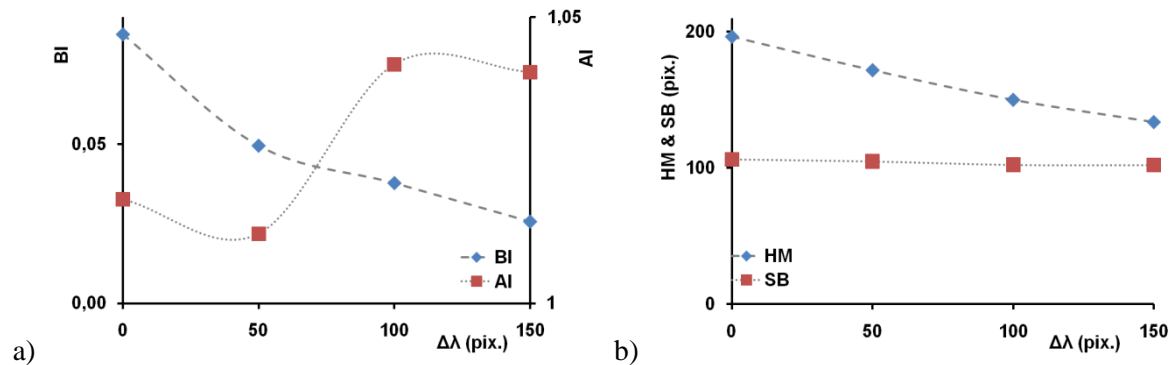 BI
0,05
0,00
1,05
AI
1
BI
AI
0 50 100 150
Δλ (pix.)
a)
HM & SB (pix.)
200
100
0
HM
SB
0 50 100 150
Δλ (pix.)
b)